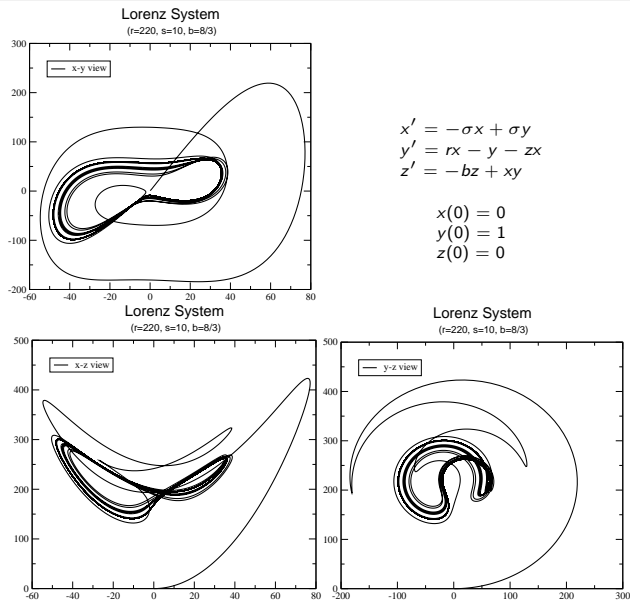 Lorenz System
(r=220, s=10, b=8/3)
300
x-y view
200
100
0
-100
-200
-60 -40 -20 0 20 40 60 80
x′ = −σx + σy
y′ = rx − y − zx
z′ = −bz + xy
x(0) = 0
y(0) = 1
z(0) = 0
Lorenz System
(r=220, s=10, b=8/3)
500
x-z view
400
300
200
100
0
-60 -40 -20 0 20 40 60 80
Lorenz System
(r=220, s=10, b=8/3)
500
y-z view
400
300
200
100
0
-200 -100 0 100 200 300